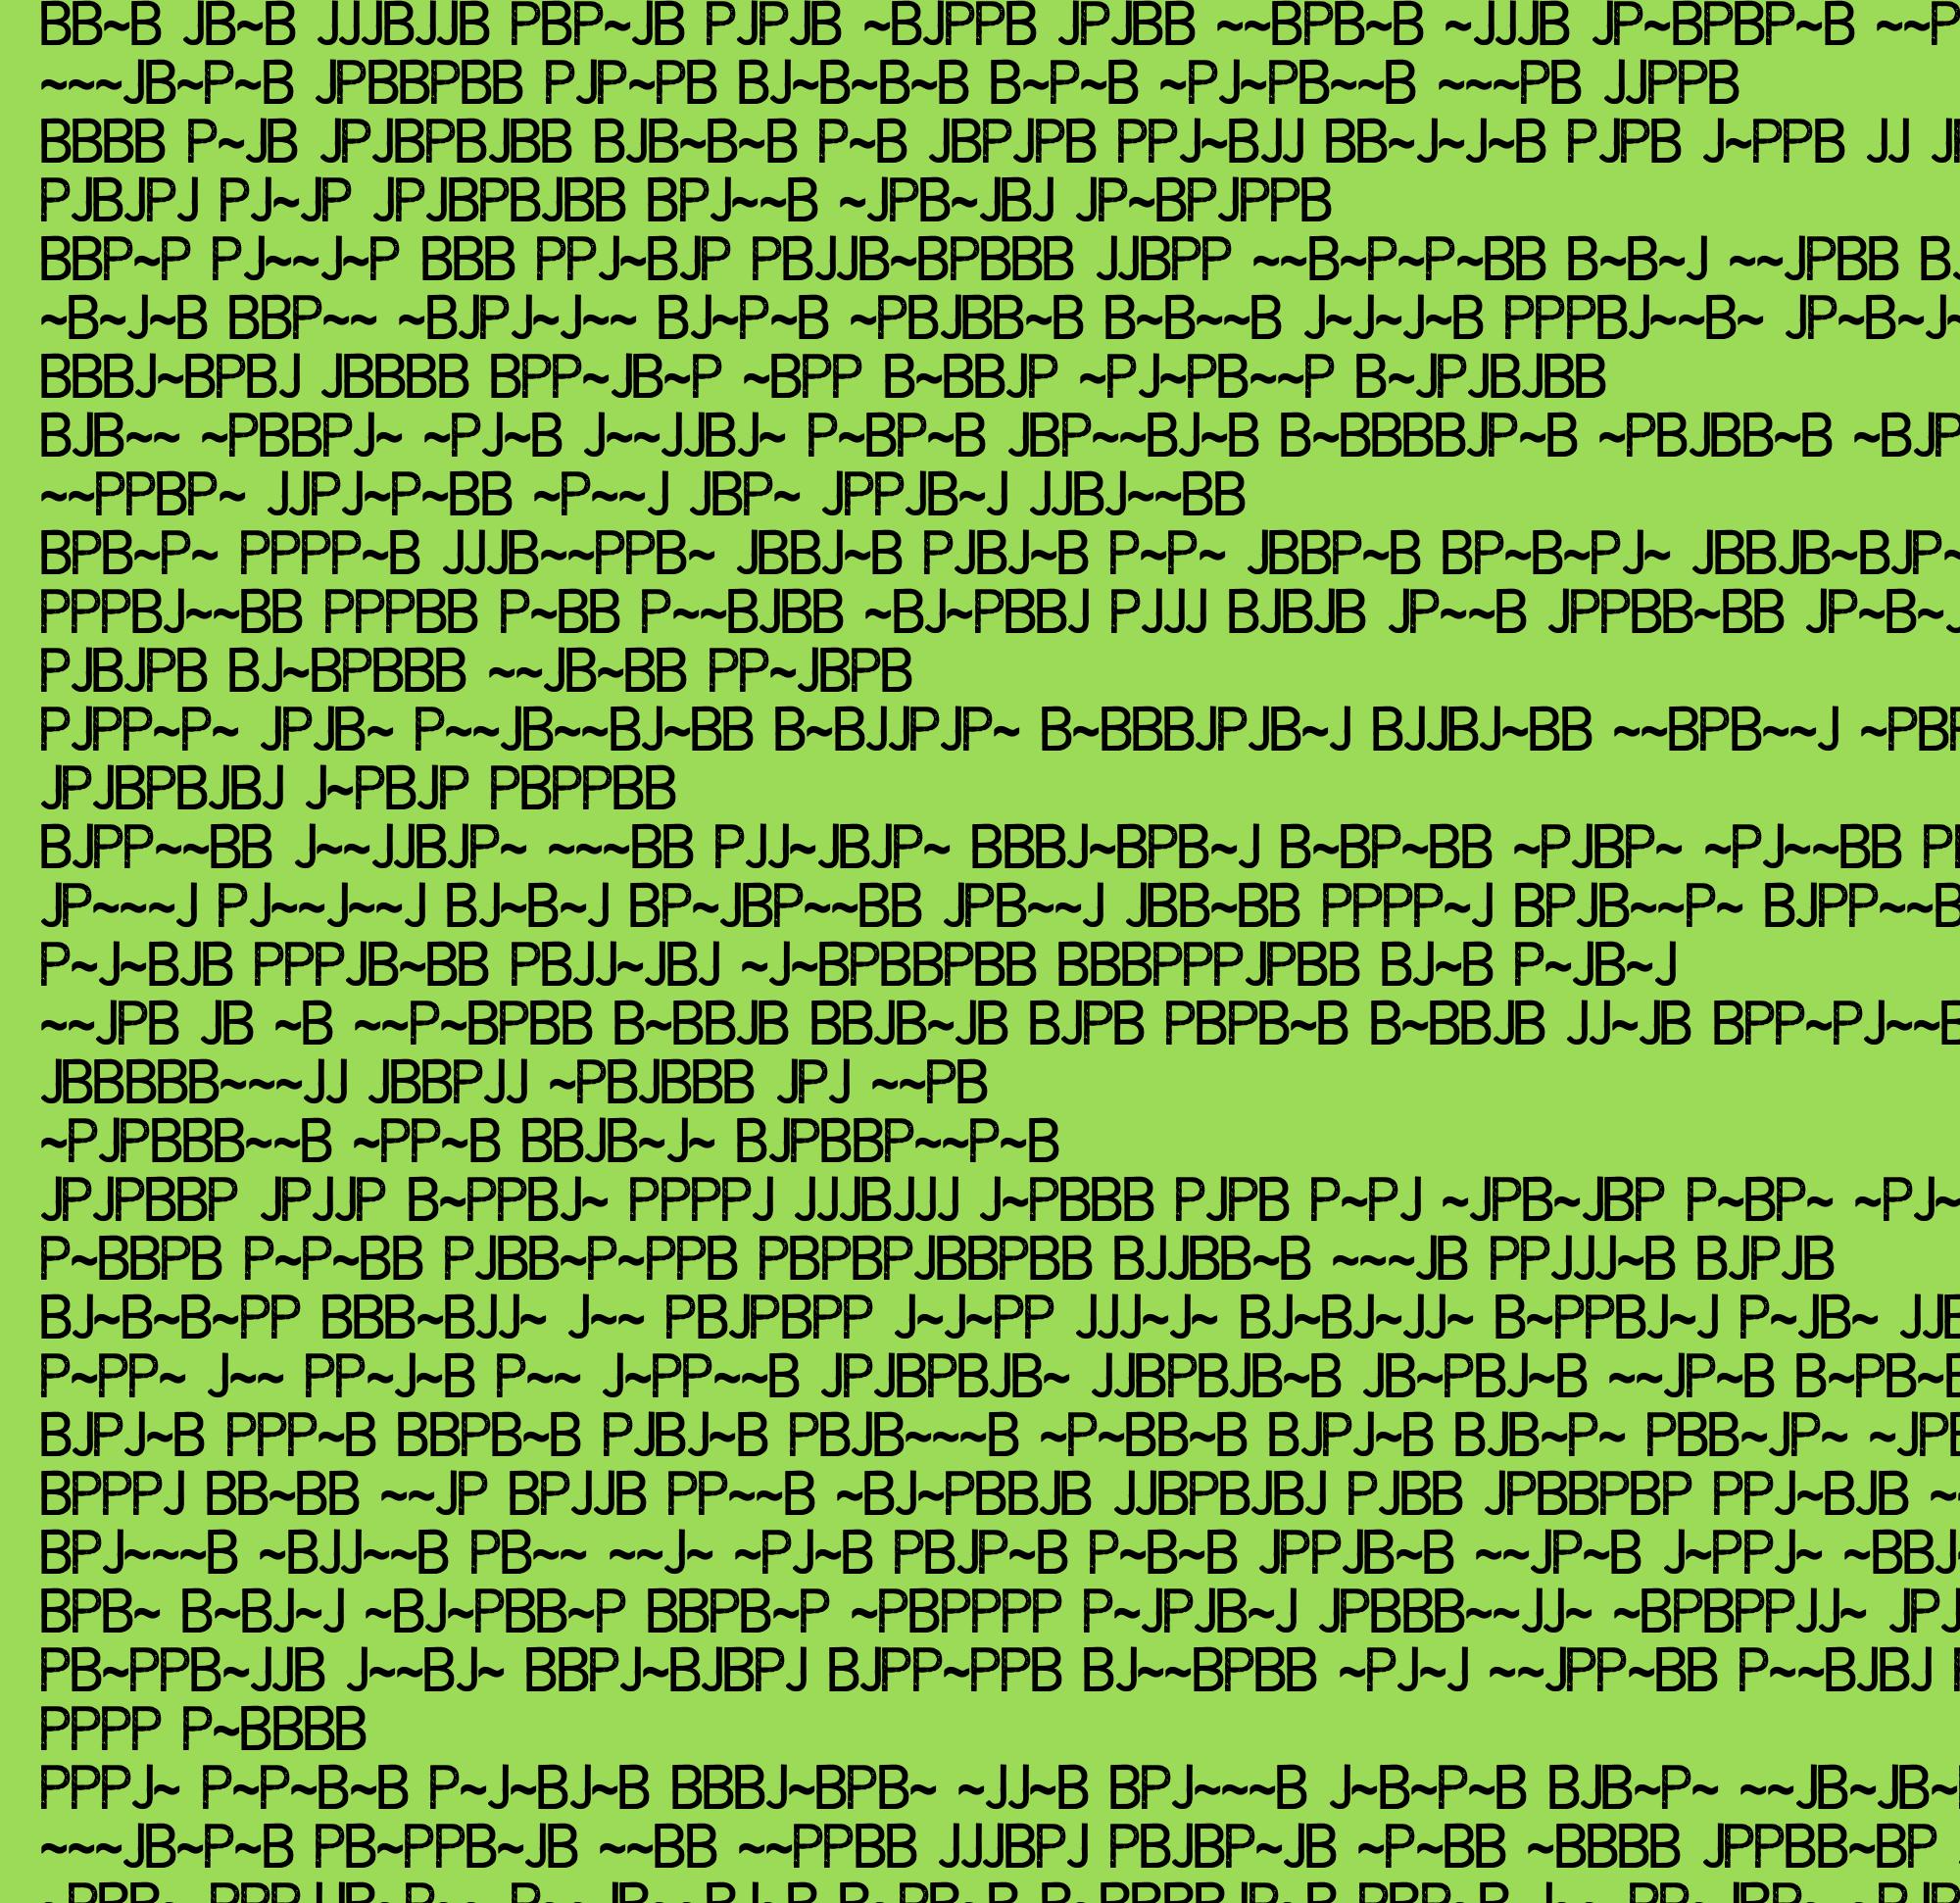 BB~B JB~B JJJBJJB PBP~JB PJPJB ~BJPPB JPJBB ~~BPB~B ~JJJB JP~BPBP~B
~~~JB~P~B JPBBPBB PJP~PB BJ~B~B~B B~P~B ~PJ~PB~~B ~~~PB JJPPB
BBBB P~JB JPJBPBJBB BJB~B~B P~B JBPJPB PPJ~BJJ BB~J~J~B PJPB J~PPB JJ
PJBJPJ PJ~JP JPJBPBJBB BPJ~~B ~JPB~JBJ JP~BPJPPB
BBP~P PJ~~J~P BBB PPJ~BJP PBJJB~BPBBB JJBPP ~~B~P~P~BB B~B~J ~~JPBB
~B~J~B BBP~~ ~BJPJ~J~~ BJ~P~B ~PBJBB~B B~B~~B J~J~J~B PPPBJ~~B~
BBBJ~BPBJ JBBBB BPP~JB~P ~BPP B~BBJP ~PJ~PB~~P B~JPJBJBB
BJB~~ ~PBBPJ~ ~PJ~B J~~JJBJ~ P~BP~B JBP~~BJ~B B~BBBBJP~B ~PBJBB~B
~~PPBP~ JJPJ~P~BB ~P~~J JBP~ JPPJB~J JJBJ~~BB
BPB~P~ PPPP~B JJJB~~PPB~ JBBJ~B PJBJ~B P~P~ JBBP~B BP~B~PJ~
PPPBJ~~BB PPPBB P~BB P~~BJBB ~BJ~PBBJ PJJJ BJBJB JP~~B JPPBB~BB
PJBJPB BJ~BPBBB ~~JB~BB PP~JBPB
PJPP~P~ JPJB~ P~~JB~~BJ~BB B~BJJPJP~ B~BBBJPJB~J BJJBJ~BB ~~BPB~~J
JPJBPBJBJ J~PBJP PBPPBB
BJPP~~BB J~~JJBJP~ ~~~BB PJJ~JBJP~ BBBJ~BPB~J B~BP~BB ~PJBP~ ~PJ~~BB
JP~~~J PJ~~J~~J BJ~B~J BP~JBP~~BB JPB~~J JBB~BB PPPP~J BPJB~~P~
P~J~BJB PPPJB~BB PBJJ~JBJ ~J~BPBBPBB BBBPPPJPBB BJ~B P~JB~J
~~JPB JB ~B ~~P~BPBB B~BBJB BBJB~JB BJPB PBPB~B B~BBJB JJ~JB
JBBBBB~~~JJ JBBPJJ ~PBJBBB JPJ ~~PB
~PJPBBB~~B ~PP~B BBJB~J~ BJPBBP~~P~B
JPJPBBP JPJJP B~PPBJ~ PPPPJ JJJBJJJ J~PBBB PJPB P~PJ ~JPB~JBP P~BP~
P~BBPB P~P~BB PJBB~P~PPB PBPBPJBBPBB BJJBB~B ~~~JB PPJJJ~B BJPJB
BJ~B~B~PP BBB~BJJ~ J~~ PBJPBPP J~J~PP JJJ~J~ BJ~BJ~JJ~ B~PPBJ~J P~JB~
P~PP~ J~~ PP~J~B P~~ J~PP~~B JPJBPBJB~ JJBPBJB~B JB~PBJ~B ~~JP~B
BJPJ~B PPP~B BBPB~B PJBJ~B PBJB~~~B ~P~BB~B BJPJ~B BJB~P~ PBB~JP~
BPPPJ BB~BB ~~JP BPJJB PP~~B ~BJ~PBBJB JJBPBJBJ PJBB JPBBPBP PPJ~BJB
BPJ~~~B ~BJJ~~B PB~~ ~~J~ ~PJ~B PBJP~B P~B~B JPPJB~B ~~JP~B J~PPJ~
BPB~ B~BJ~J ~BJ~PBB~P BBPB~P ~PBPPPP P~JPJB~J JPBBB~~JJ~ ~BPBPPJJ~
PB~PPB~JJB J~~BJ~ BBPJ~BJBPJ BJPP~PPB BJ~~BPBB ~PJ~J ~~JPP~BB P~~BJBJ
PPPP P~BBBB
PPPJ~ P~P~B~B P~J~BJ~B BBBJ~BPB~ ~JJ~B BPJ~~~B J~B~P~B BJB~P~
~~~JB~P~B PB~PPB~JB ~~BB ~~PPBB JJJBPJ PBJBP~JB ~P~BB ~BBBB JPPBB~BP